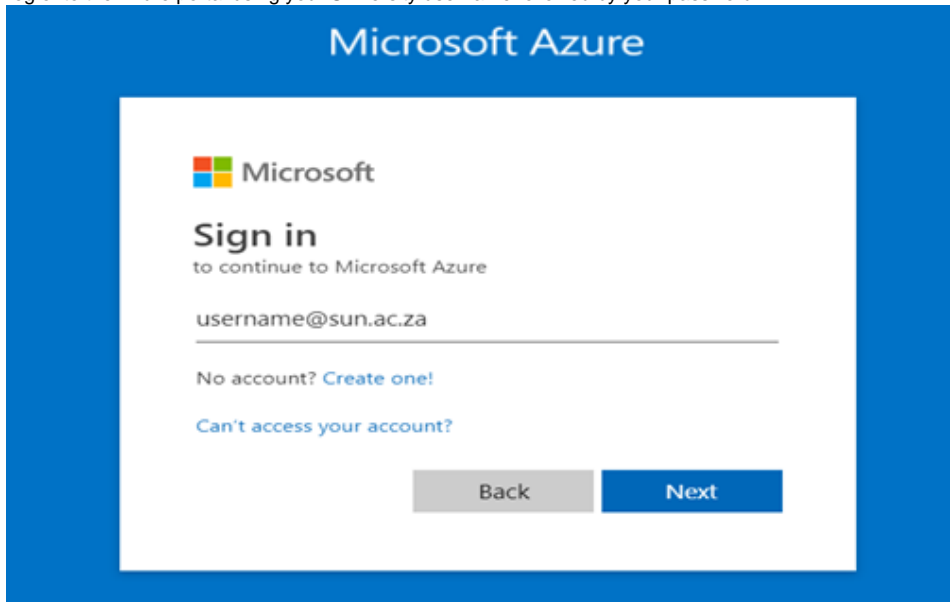 Microsoft Azure
Microsoft
Sign in
to continue to Microsoft Azure
username@sun.ac.za
No account? Create one!
Can't access your account?
Back Next